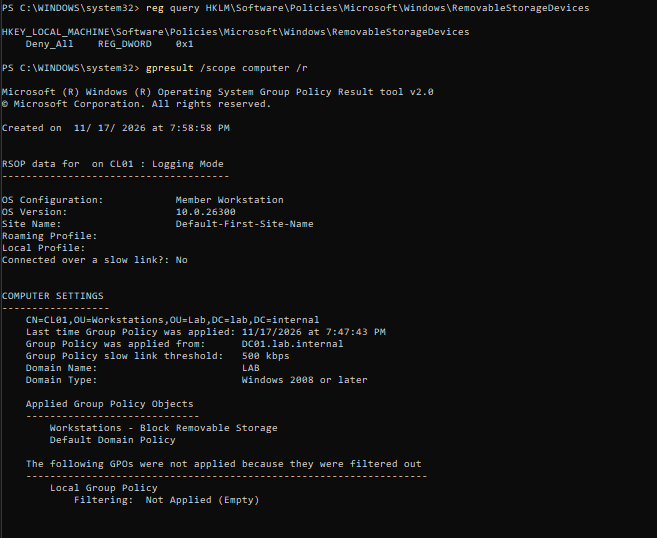 PS C:\WINDOWS\system32> reg query HKLM\Software\Policies\Microsoft\Windows\RemovableStorageDevices
HKEY_LOCAL_MACHINE\Software\Policies\Microsoft\Windows\RemovableStorageDevices
    Deny_All    REG_DWORD    0x1
PS C:\WINDOWS\system32> gpresult /scope computer /r
Microsoft (R) Windows (R) Operating System Group Policy Result tool v2.0
© Microsoft Corporation. All rights reserved.
Created on  11/ 17/ 2026 at 7:58:58 PM
RSOP data for  on CL01 : Logging Mode
--------------------------------------
OS Configuration:            Member Workstation
OS Version:                  10.0.26300
Site Name:                   Default-First-Site-Name
Roaming Profile:
Local Profile:
Connected over a slow link?: No
COMPUTER SETTINGS
------------------
    CN=CL01,OU=Workstations,OU=Lab,DC=lab,DC=internal
    Last time Group Policy was applied: 11/17/2026 at 7:47:43 PM
    Group Policy was applied from:      DC01.lab.internal
    Group Policy slow link threshold:   500 kbps
    Domain Name:                        LAB
    Domain Type:                        Windows 2008 or later
    Applied Group Policy Objects
    -----------------------------
        Workstations - Block Removable Storage
        Default Domain Policy
    The following GPOs were not applied because they were filtered out
    -------------------------------------------------------------------
        Local Group Policy
            Filtering:  Not Applied (Empty)